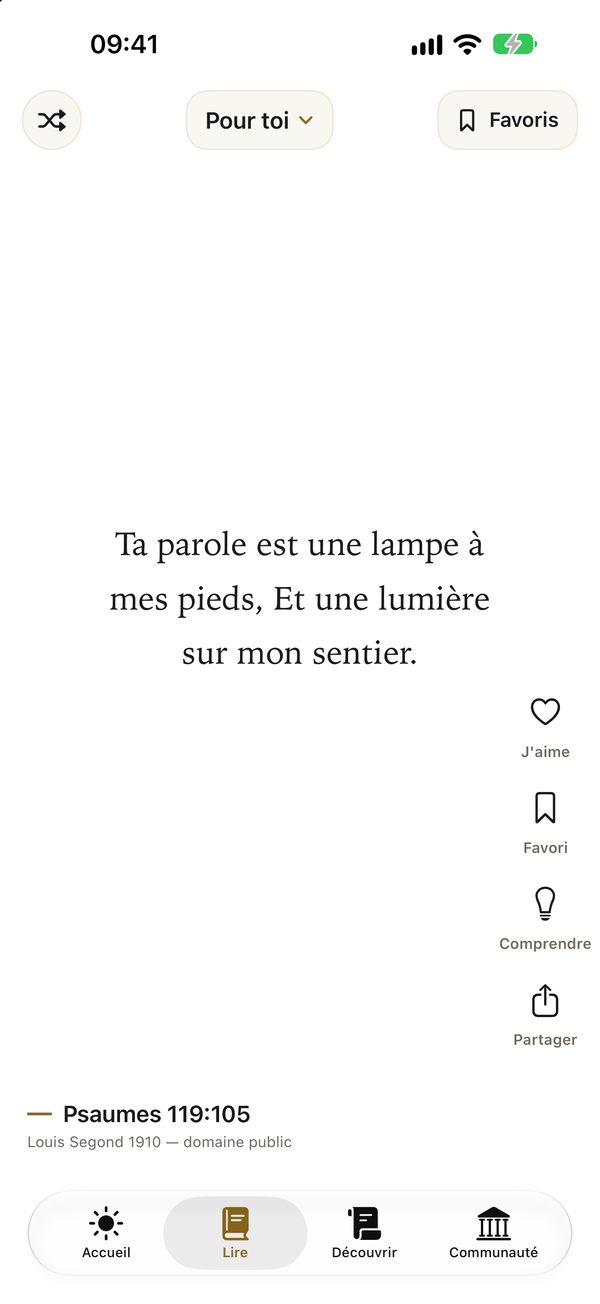 09:41
Pour toi
Favoris
Ta parole est une lampe à
mes pieds, Et une lumière
sur mon sentier.
J'aime
Favori
Comprendre
Partager
— Psaumes 119:105
Louis Segond 1910 — domaine public
Accueil
Lire
Découvrir
Communauté